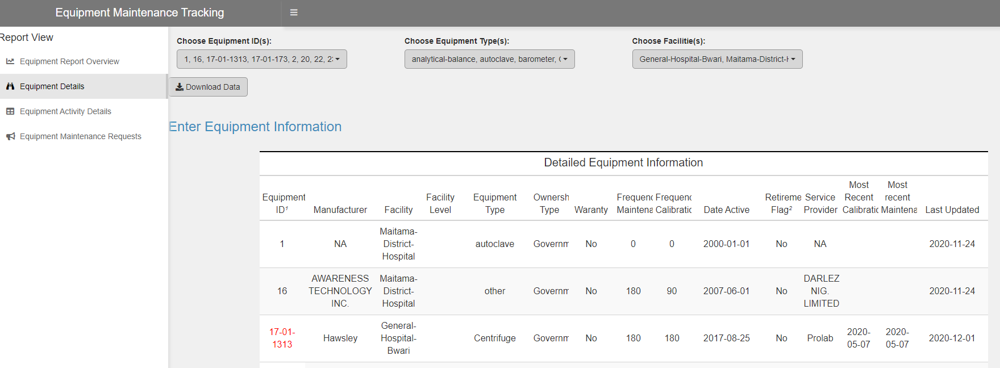 Equipment Maintenance Tracking
Report View
Equipment Report Overview
Equipment Details
Equipment Activity Details
Equipment Maintenance Requests
Choose Equipment ID(s):
1, 16, 17-01-1313, 17-01-173, 2, 20, 22, 2
Choose Equipment Type(s):
analytical-balance, autoclave, barometer,
Choose Facilitie(s):
General-Hospital-Bwari, Maitama-District-
Download Data
Enter Equipment Information
Detailed Equipment Information
Equipment
ID¹
Manufacturer
Facility
Facility
Level
Equipment
Type
Ownersh
Type
Waranty
Frequenc
Maintena
Frequenc
Calibratic
Date Active
Retireme
Flag²
Service
Provider
Most
Recent
Calibratic
Most
recent
Maintena
Last Updated
1
NA
Maitama-
District-
Hospital
autoclave
Governm
No
0
0
2000-01-01
No
NA
2020-11-24
16
AWARENESS
TECHNOLOGY
INC.
Maitama-
District-
Hospital
other
Governm
No
180
90
2007-06-01
No
DARLEZ
NIG.
LIMITED
2020-11-24
17-01-
1313
Hawsley
General-
Hospital-
Bwari
Centrifuge
Governm
No
180
180
2017-08-25
No
Prolab
2020-
05-07
2020-
05-07
2020-12-01